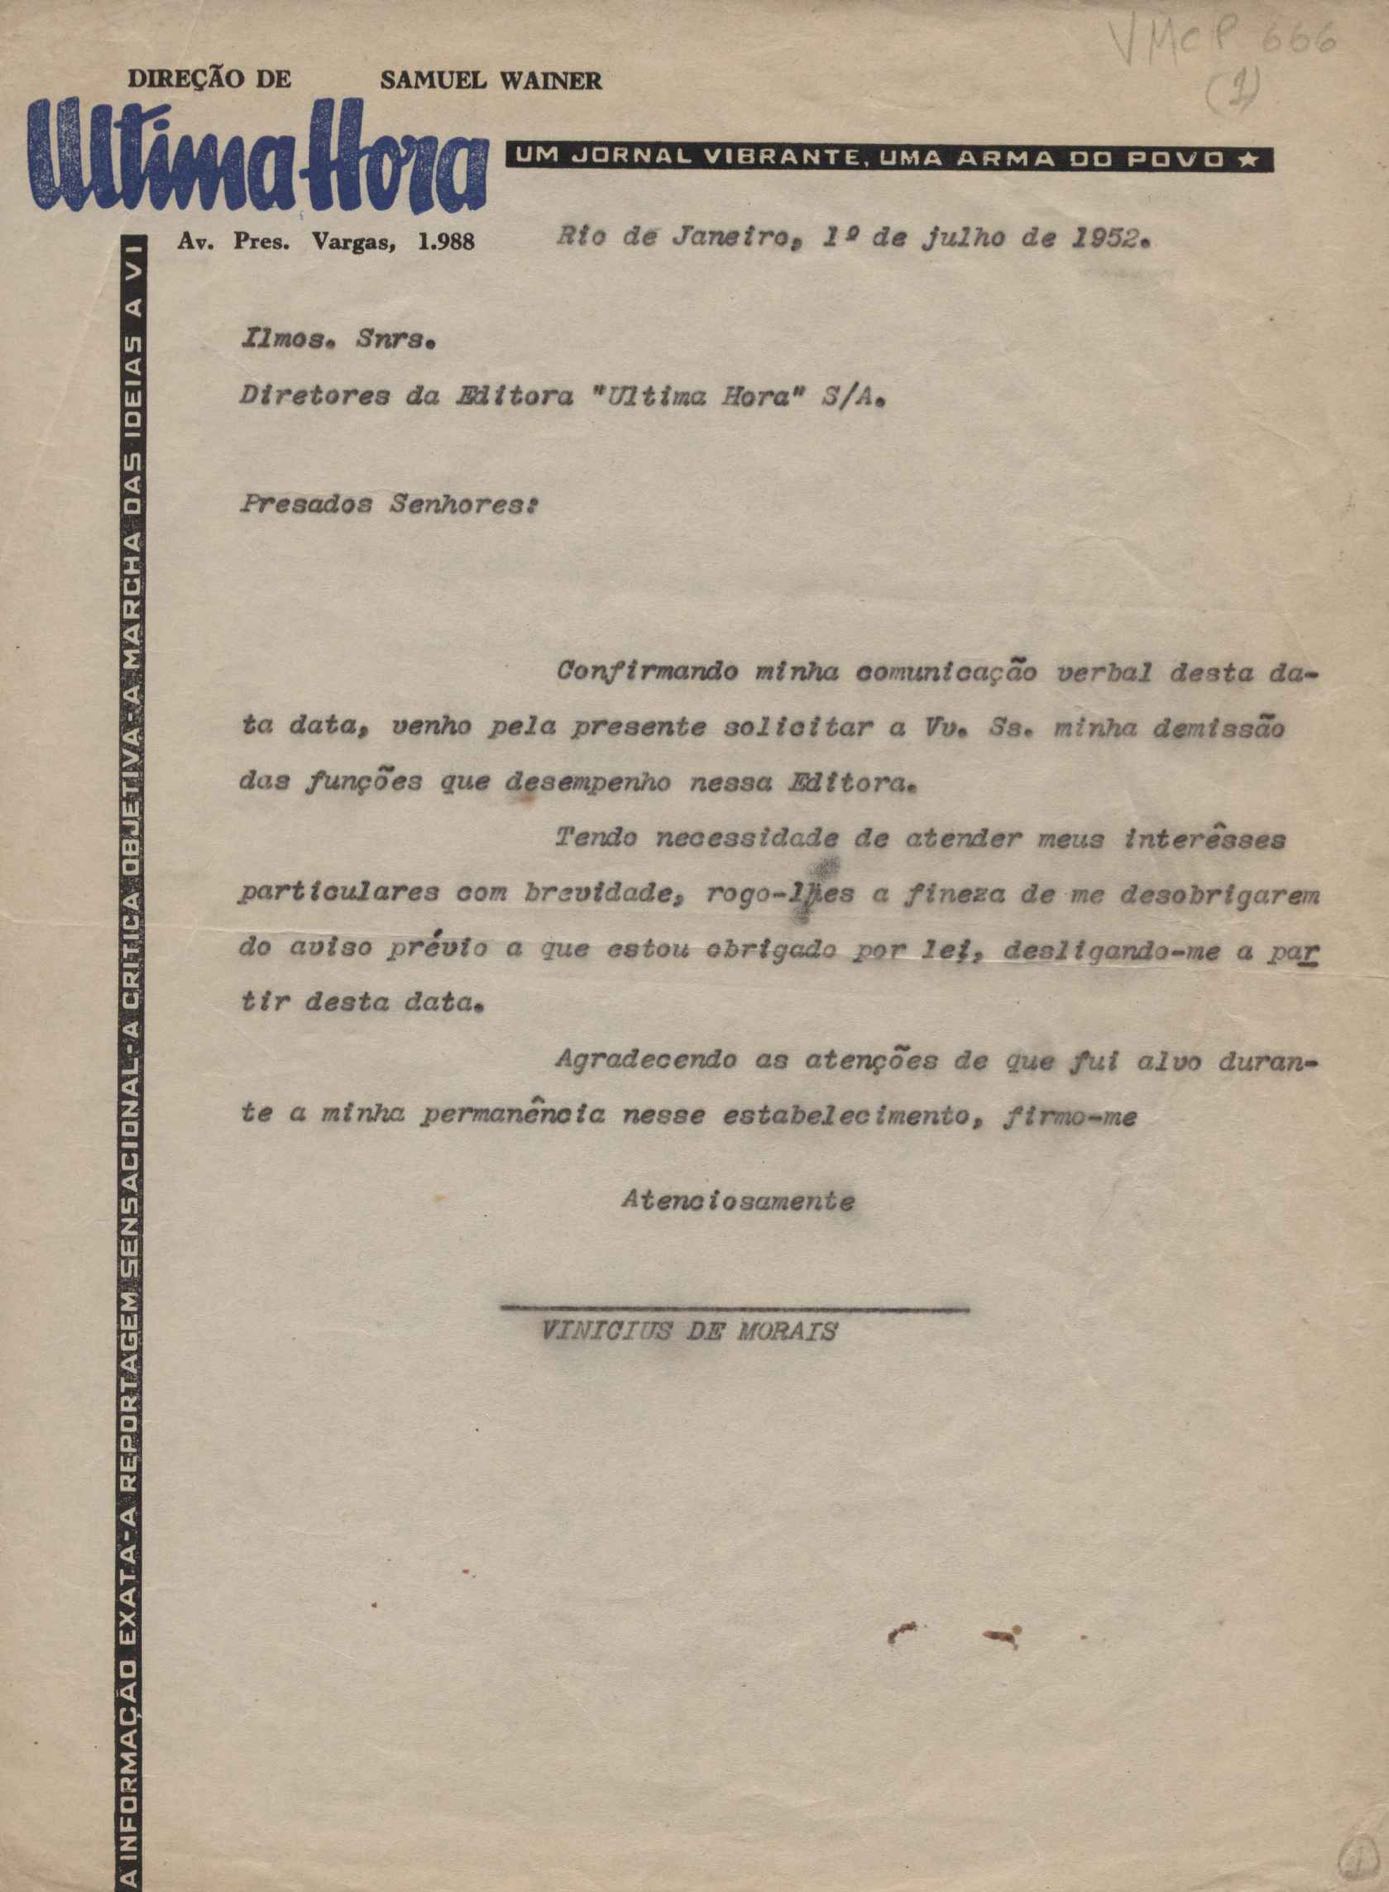 VMCP 666
(1)
DIREÇÃO DE SAMUEL WAINER
Ultima Hora
UM JORNAL VIBRANTE, UMA ARMA DO POVO ★
Av. Pres. Vargas, 1.988
Rio de Janeiro, 1º de julho de 1952.
A INFORMAÇÃO EXATA-A REPORTAGEM SENSACIONAL-A CRITICA OBJETIVA-A MARCHA DAS IDEIAS A VI
Ilmos. Snrs.
Diretores da Editora "Ultima Hora" S/A.
Presados Senhores:
Confirmando minha comunicação verbal desta da-
ta data, venho pela presente solicitar a Vv. Ss. minha demissão
das funções que desempenho nessa Editora.
Tendo necessidade de atender meus interêsses
particulares com brevidade, rogo-lhes a fineza de me desobrigarem
do aviso prévio a que estou obrigado por lei, desligando-me a par
tir desta data.
Agradecendo as atenções de que fui alvo duran-
te a minha permanência nesse estabelecimento, firmo-me
Atenciosamente
VINICIUS DE MORAIS
1